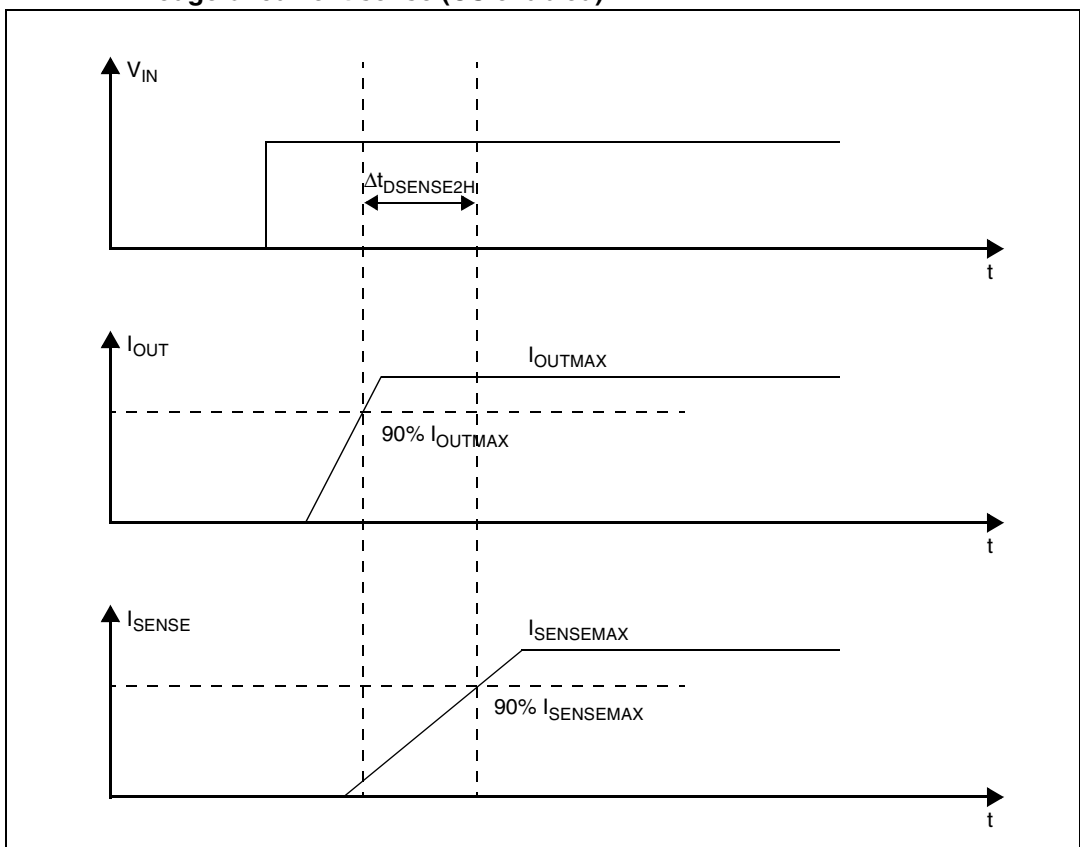 V_IN
Δt_DSENSE2H
t
I_OUT
I_OUTMAX
90% I_OUTMAX
t
I_SENSE
I_SENSEMAX
90% I_SENSEMAX
t